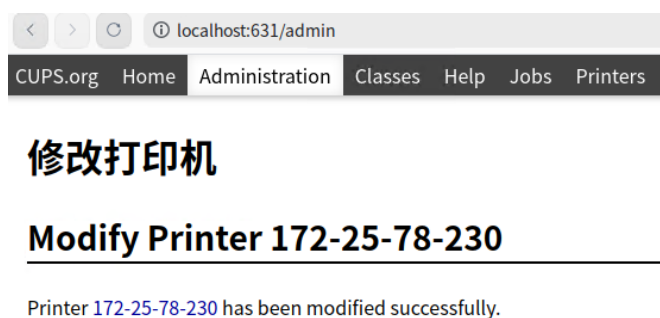 localhost:631/admin
CUPS.org Home Administration Classes Help Jobs Printers
修改打印机
Modify Printer 172-25-78-230
Printer 172-25-78-230 has been modified successfully.